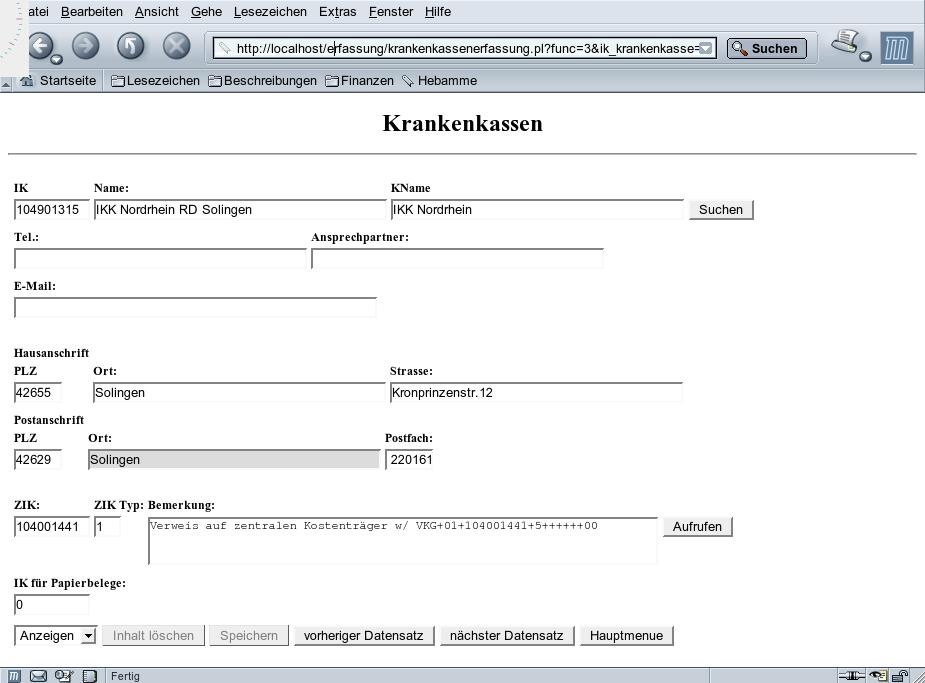 atei Bearbeiten Ansicht Gehe Lesezeichen Extras Fenster Hilfe
http://localhost/erfassung/krankenkassenerfassung.pl?func=3&ik_krankenkasse= Suchen
Startseite Lesezeichen Beschreibungen Finanzen Hebamme
Krankenkassen
IK Name: KName
104901315 IKK Nordrhein RD Solingen IKK Nordrhein Suchen
Tel.: Ansprechpartner:
E-Mail:
Hausanschrift
PLZ Ort: Strasse:
42655 Solingen Kronprinzenstr.12
Postanschrift
PLZ Ort: Postfach:
42629 Solingen 220161
ZIK: ZIK Typ: Bemerkung:
104001441 1 Verweis auf zentralen Kostenträger w/ VKG+01+104001441+5++++++00 Aufrufen
IK für Papierbelege:
0
Anzeigen Inhalt löschen Speichern vorheriger Datensatz nächster Datensatz Hauptmenue
Fertig